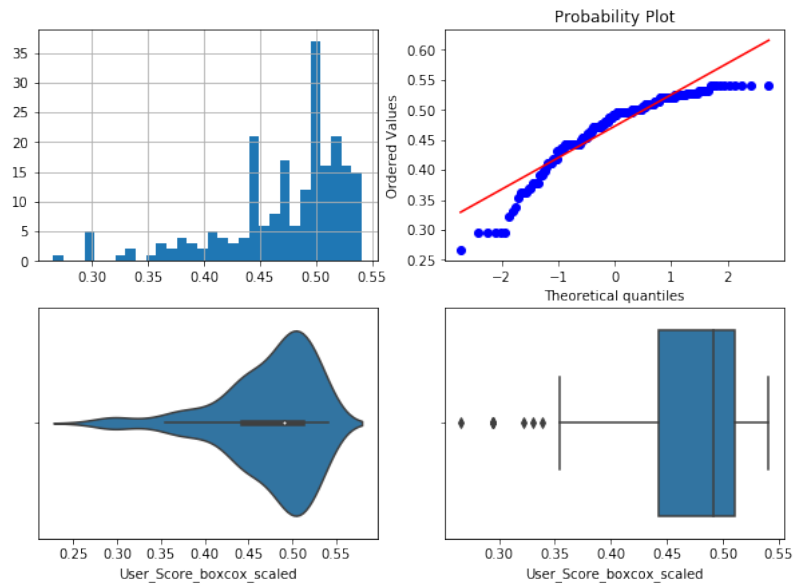 35
30
25
20
15
10
5
0
0.30 0.35 0.40 0.45 0.50 0.55
Probability Plot
Ordered Values
0.60
0.55
0.50
0.45
0.40
0.35
0.30
0.25
−2 −1 0 1 2
Theoretical quantiles
0.25 0.30 0.35 0.40 0.45 0.50 0.55
User_Score_boxcox_scaled
0.30 0.35 0.40 0.45 0.50 0.55
User_Score_boxcox_scaled